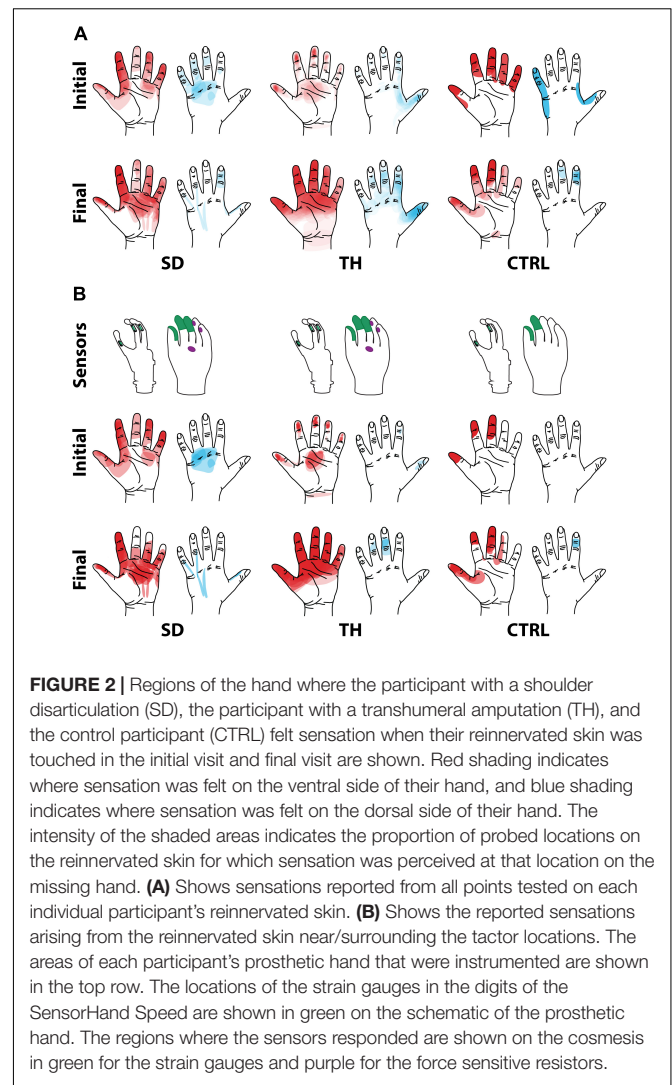 A
Initial
Final
SD
TH
CTRL
B
Sensors
Initial
Final
SD
TH
CTRL
FIGURE 2 | Regions of the hand where the participant with a shoulder
disarticulation (SD), the participant with a transhumeral amputation (TH), and
the control participant (CTRL) felt sensation when their reinnervated skin was
touched in the initial visit and final visit are shown. Red shading indicates
where sensation was felt on the ventral side of their hand, and blue shading
indicates where sensation was felt on the dorsal side of their hand. The
intensity of the shaded areas indicates the proportion of probed locations on
the reinnervated skin for which sensation was perceived at that location on the
missing hand. (A) Shows sensations reported from all points tested on each
individual participant's reinnervated skin. (B) Shows the reported sensations
arising from the reinnervated skin near/surrounding the tactor locations. The
areas of each participant's prosthetic hand that were instrumented are shown
in the top row. The locations of the strain gauges in the digits of the
SensorHand Speed are shown in green on the schematic of the prosthetic
hand. The regions where the sensors responded are shown on the cosmesis
in green for the strain gauges and purple for the force sensitive resistors.